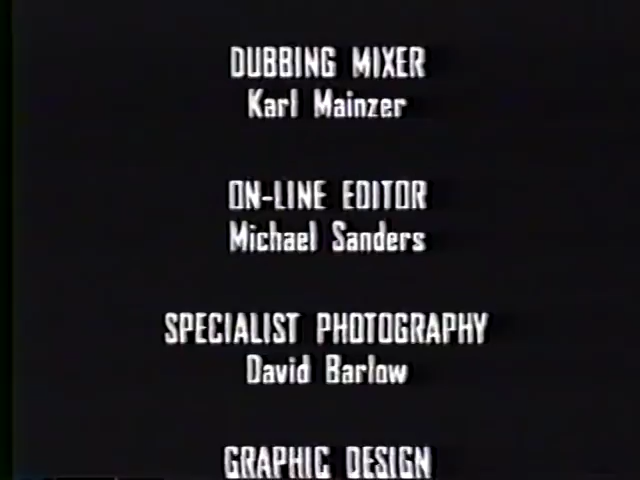 DUBBING MIXER
Karl Mainzer
ON-LINE EDITOR
Michael Sanders
SPECIALIST PHOTOGRAPHY
David Barlow
GRAPHIC DESIGN